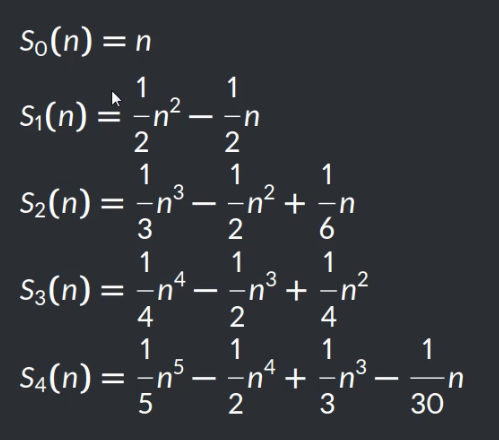 S₀(n) = n
S₁(n) = 1/2 n² − 1/2 n
S₂(n) = 1/3 n³ − 1/2 n² + 1/6 n
S₃(n) = 1/4 n⁴ − 1/2 n³ + 1/4 n²
S₄(n) = 1/5 n⁵ − 1/2 n⁴ + 1/3 n³ − 1/30 n